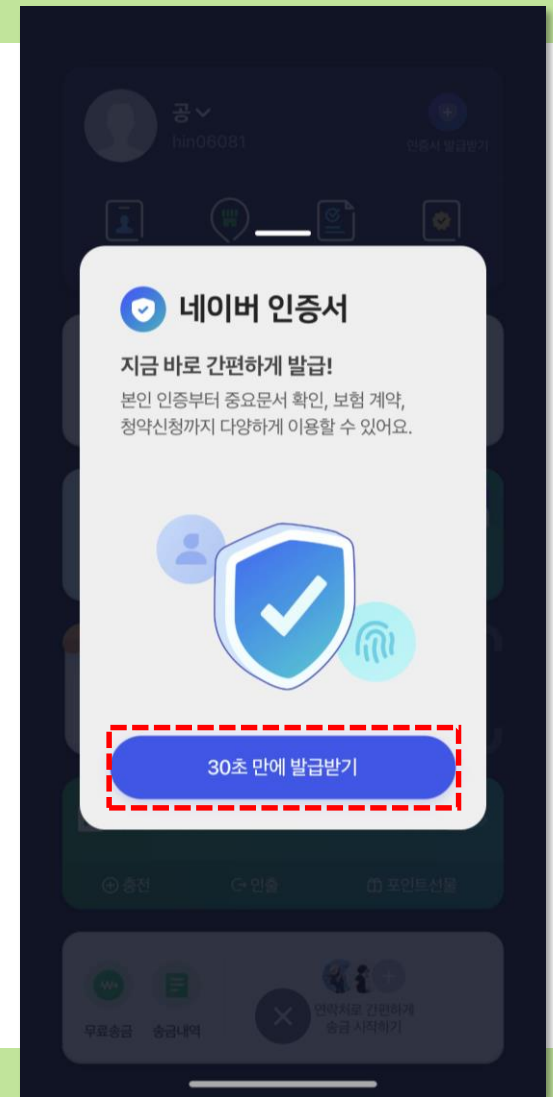 공
hin06081
인증서 발급받기
네이버 인증서
지금 바로 간편하게 발급!
본인 인증부터 중요문서 확인, 보험 계약,
청약신청까지 다양하게 이용할 수 있어요.
30초 만에 발급받기
충전 인출 포인트선물
무료송금 송금내역
연락처로 간편하게
송금 시작하기